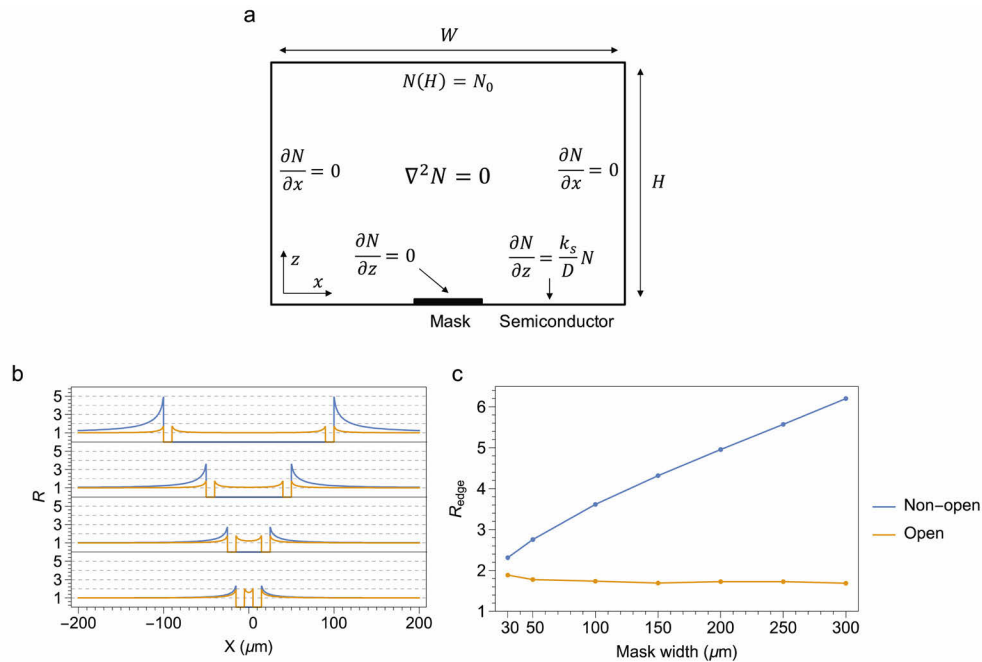 a
W
N(H) = N₀
∂N/∂x = 0
∇²N = 0
∂N/∂x = 0
H
∂N/∂z = 0
∂N/∂z = kₛ/D N
z
x
Mask
Semiconductor
b
5
3
1
5
3
1
5
3
1
5
3
1
R
−200
−100
0
100
200
X (μm)
c
6
5
4
3
2
1
R_edge
30
50
100
150
200
250
300
Mask width (μm)
Non−open
Open